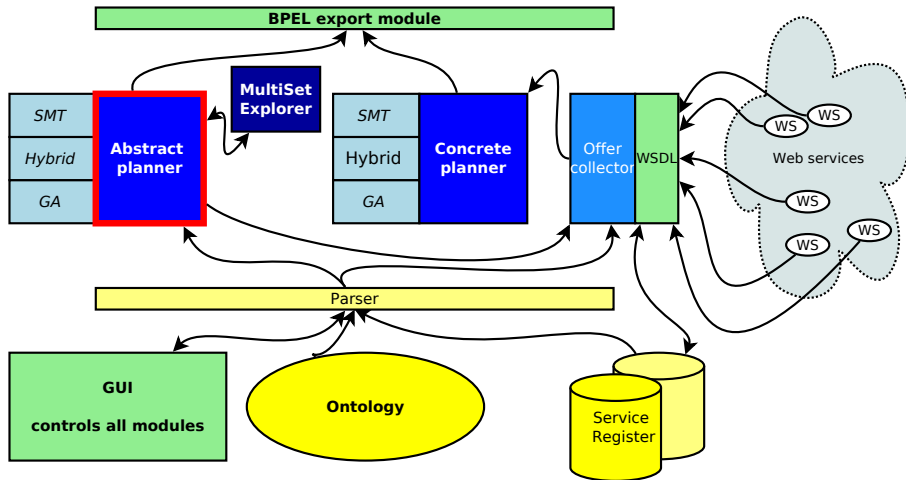 BPEL export module
SMT
Hybrid
GA
Abstract
planner
MultiSet
Explorer
SMT
Hybrid
GA
Concrete
planner
Offer
collector
WSDL
WS
WS
Web services
WS
WS
WS
Parser
GUI
controls all modules
Ontology
Service
Register